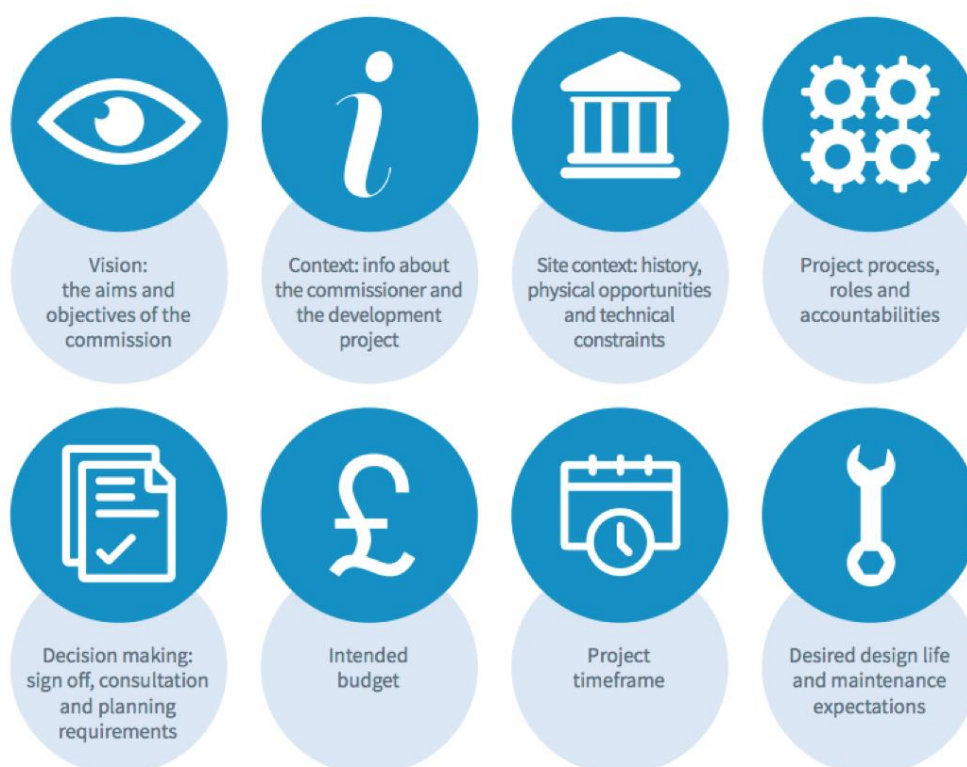 Vision:
the aims and
objectives of the
commission
Context: info about
the commissioner and
the development
project
Site context: history,
physical opportunities
and technical
constraints
Project process,
roles and
accountabilities
Decision making:
sign off, consultation
and planning
requirements
Intended
budget
Project
timeframe
Desired design life
and maintenance
expectations